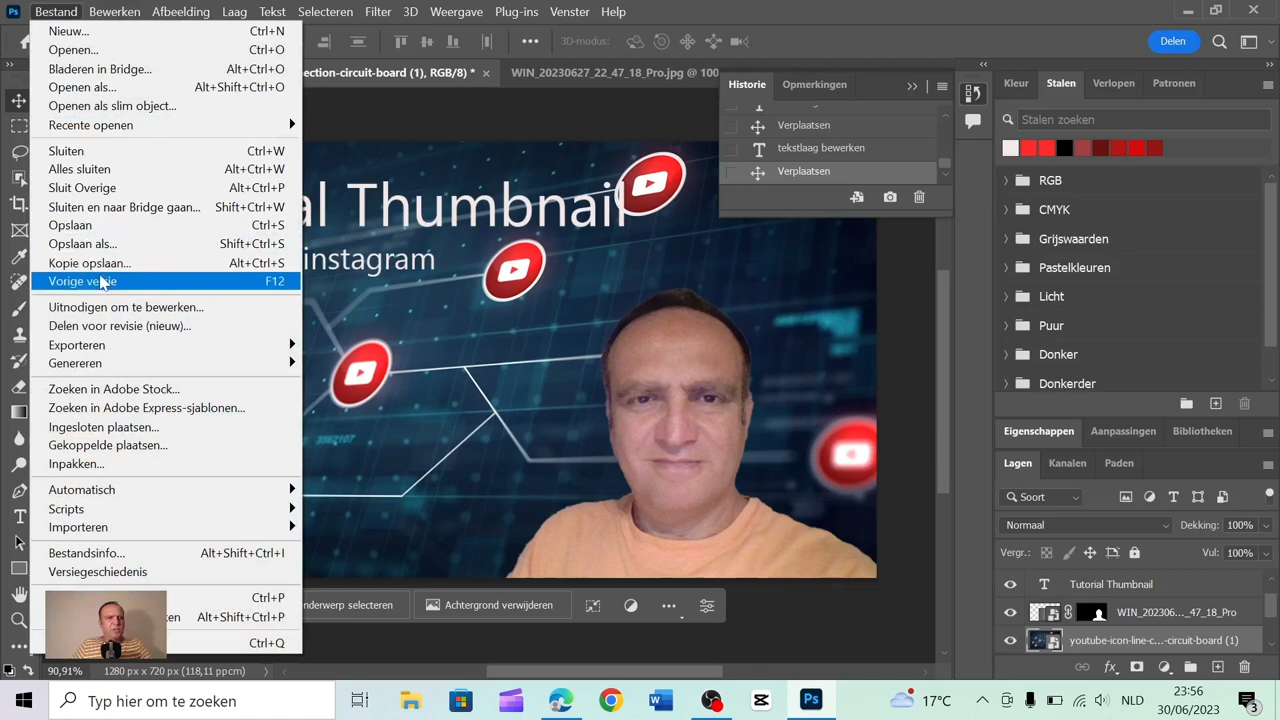 Bestand Bewerken Afbeelding Laag Tekst Selecteren Filter 3D Weergave Plug-ins Venster Help
Nieuw... Ctrl+N
Openen... Ctrl+O
Bladeren in Bridge... Alt+Ctrl+O
Openen als... Alt+Shift+Ctrl+O
Openen als slim object...
Recente openen
Sluiten Ctrl+W
Alles sluiten Alt+Ctrl+W
Sluit Overige Alt+Ctrl+P
Sluiten en naar Bridge gaan... Shift+Ctrl+W
Opslaan Ctrl+S
Opslaan als... Shift+Ctrl+S
Kopie opslaan... Alt+Ctrl+S
Vorige versie F12
Uitnodigen om te bewerken...
Delen voor revisie (nieuw)...
Exporteren
Genereren
Zoeken in Adobe Stock...
Zoeken in Adobe Express-sjablonen...
Ingesloten plaatsen...
Gekoppelde plaatsen...
Inpakken...
Automatisch
Scripts
Importeren
Bestandsinfo... Alt+Shift+Ctrl+I
Versiegeschiedenis
Ctrl+P
Alt+Shift+Ctrl+P
Ctrl+Q
3D-modus:
Delen
ection-circuit-board (1), RGB/8) * × WIN_20230627_22_47_18_Pro.jpg @ 100
Historie Opmerkingen
Verplaatsen
tekstlaag bewerken
Verplaatsen
al Thumbnail
instagram
nderwerp selecteren Achtergrond verwijderen
90,91% 1280 px x 720 px (118,11 ppcm)
Kleur Stalen Verlopen Patronen
Stalen zoeken
RGB
CMYK
Grijswaarden
Pastelkleuren
Licht
Puur
Donker
Donkerder
Eigenschappen Aanpassingen Bibliotheken
Lagen Kanalen Paden
Soort
Normaal Dekking: 100%
Vergr.: Vul: 100%
Tutorial Thumbnail
WIN_202306..._47_18_Pro
youtube-icon-line-c...-circuit-board (1)
Typ hier om te zoeken
17°C NLD 23:56
30/06/2023 3